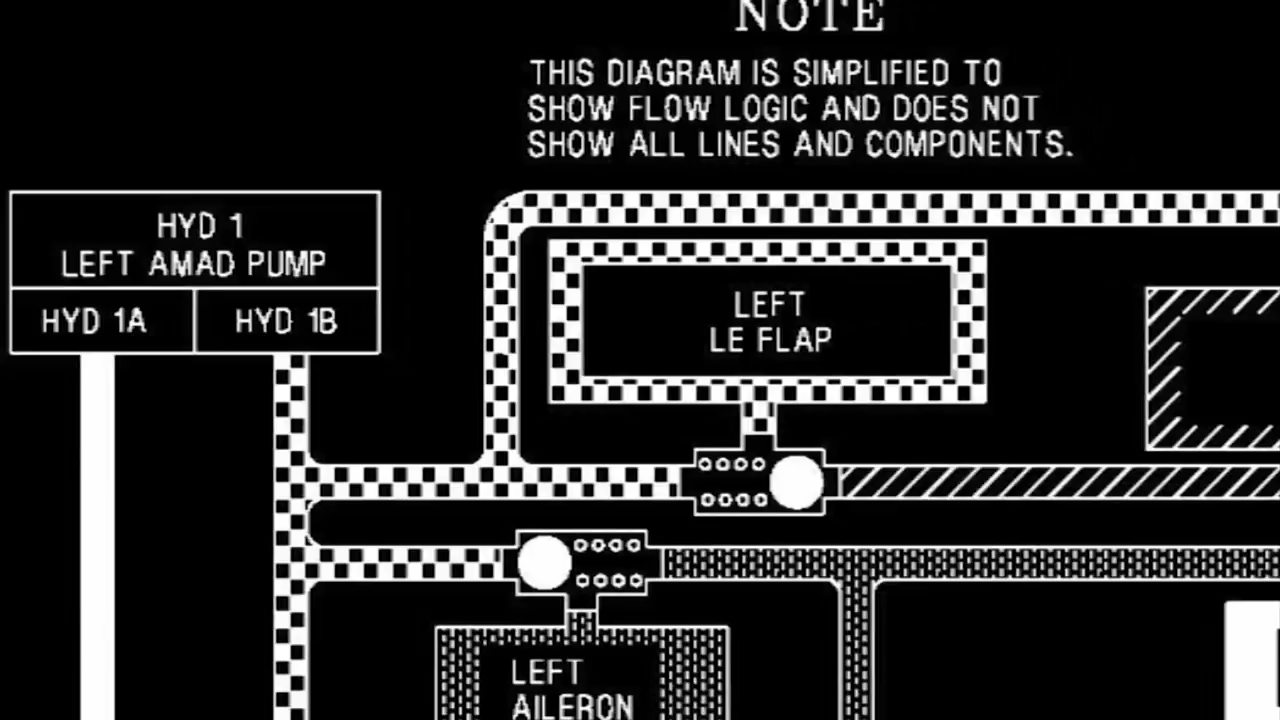 NOTE
THIS DIAGRAM IS SIMPLIFIED TO
SHOW FLOW LOGIC AND DOES NOT
SHOW ALL LINES AND COMPONENTS.
HYD 1
LEFT AMAD PUMP
HYD 1A
HYD 1B
LEFT
LE FLAP
LEFT
AILERON